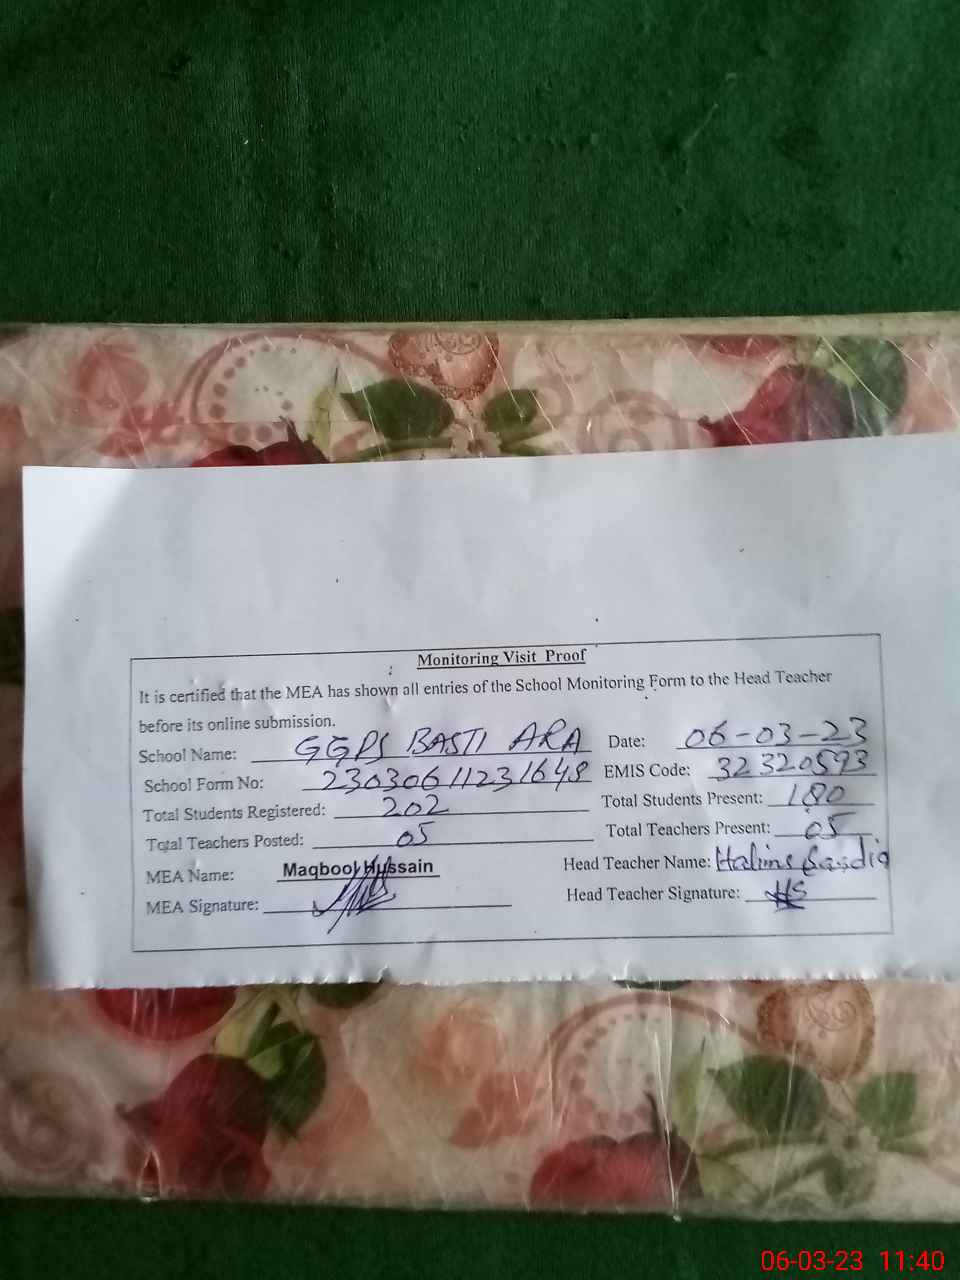 Monitoring Visit Proof
It is certified that the MEA has shown all entries of the School Monitoring Form to the Head Teacher
before its online submission.
School Name: GGPS BASTI ARA Date: 06-03-23
School Form No: 23030611231648 EMIS Code: 32320593
Total Students Registered: 202 Total Students Present: 180
Total Teachers Posted: 05 Total Teachers Present: 05
MEA Name: Maqbool Hussain Head Teacher Name: Halima
MEA Signature: Head Teacher Signature: HS
06-03-23 11:40